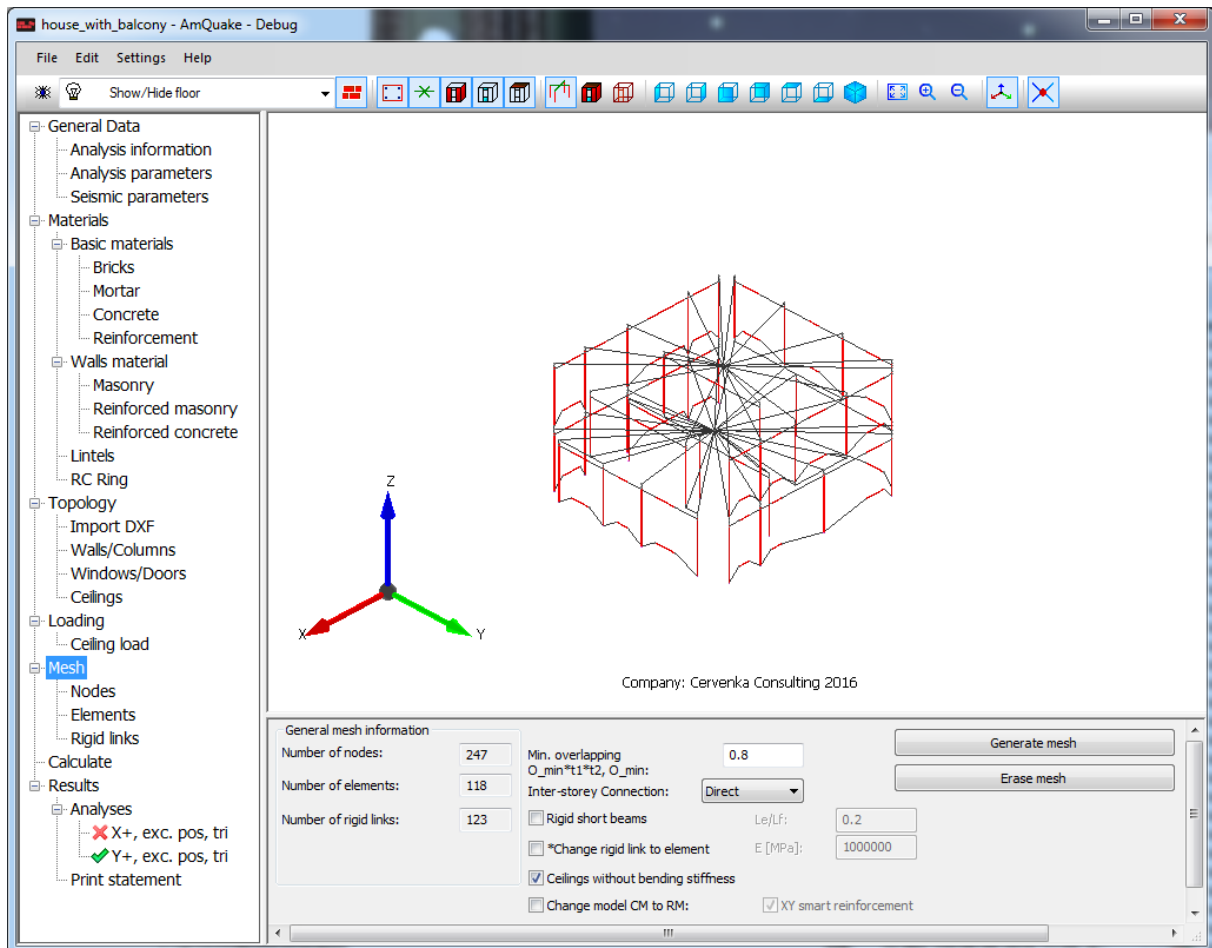 house_with_balcony - AmQuake - Debug
File Edit Settings Help
Show/Hide floor
General Data
Analysis information
Analysis parameters
Seismic parameters
Materials
Basic materials
Bricks
Mortar
Concrete
Reinforcement
Walls material
Masonry
Reinforced masonry
Reinforced concrete
Lintels
RC Ring
Topology
Import DXF
Walls/Columns
Windows/Doors
Ceilings
Loading
Ceiling load
Mesh
Nodes
Elements
Rigid links
Calculate
Results
Analyses
X+, exc. pos, tri
Y+, exc. pos, tri
Print statement
Z
X
Y
Company: Cervenka Consulting 2016
General mesh information
Number of nodes: 247
Number of elements: 118
Number of rigid links: 123
Min. overlapping
O_min*t1*t2, O_min: 0.8
Inter-storey Connection: Direct
Rigid short beams Le/Lf: 0.2
*Change rigid link to element E [MPa]: 1000000
Ceilings without bending stiffness
Change model CM to RM: XY smart reinforcement
Generate mesh
Erase mesh